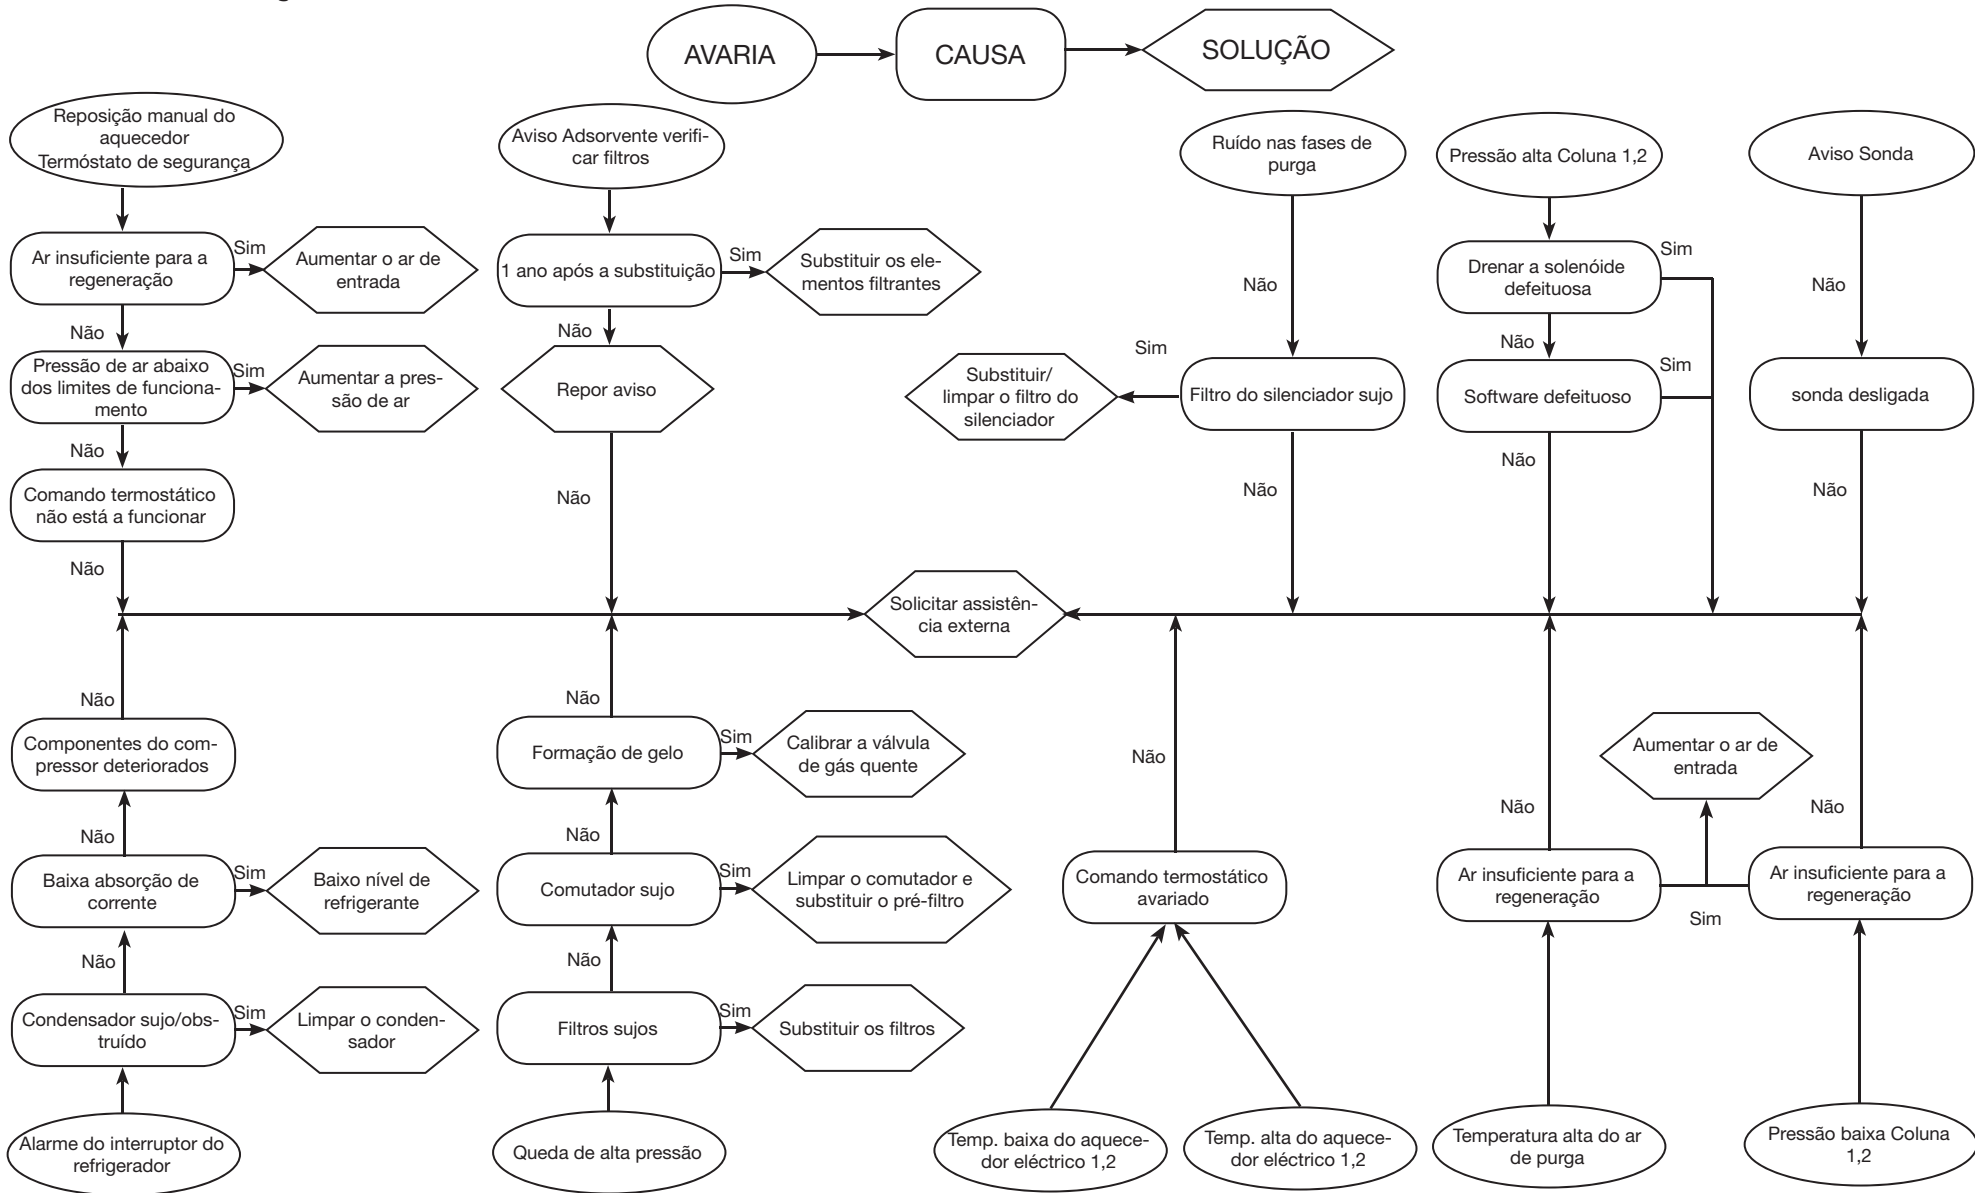 AVARIA
CAUSA
SOLUÇÃO
Reposição manual do
aquecedor
Termóstato de segurança
Ar insuficiente para a
regeneração
Sim
Aumentar o ar de
entrada
Não
Pressão de ar abaixo
dos limites de funciona-
mento
Sim
Aumentar a pres-
são de ar
Não
Comando termostático
não está a funcionar
Não
Aviso Adsorvente verifi-
car filtros
1 ano após a substituição
Sim
Substituir os ele-
mentos filtrantes
Não
Repor aviso
Não
Ruído nas fases de
purga
Não
Sim
Substituir/
limpar o filtro do
silenciador
Filtro do silenciador sujo
Não
Pressão alta Coluna 1,2
Drenar a solenóide
defeituosa
Sim
Não
Software defeituoso
Sim
Não
Aviso Sonda
Não
sonda desligada
Não
Solicitar assistên-
cia externa
Não
Componentes do com-
pressor deteriorados
Não
Baixa absorção de
corrente
Sim
Baixo nível de
refrigerante
Não
Condensador sujo/obs-
truído
Sim
Limpar o conden-
sador
Alarme do interruptor do
refrigerador
Não
Formação de gelo
Sim
Calibrar a válvula
de gás quente
Não
Comutador sujo
Sim
Limpar o comutador e
substituir o pré-filtro
Não
Filtros sujos
Sim
Substituir os filtros
Queda de alta pressão
Não
Comando termostático
avariado
Temp. baixa do aquece-
dor eléctrico 1,2
Temp. alta do aquece-
dor eléctrico 1,2
Aumentar o ar de
entrada
Não
Ar insuficiente para a
regeneração
Sim
Temperatura alta do ar
de purga
Não
Ar insuficiente para a
regeneração
Pressão baixa Coluna
1,2